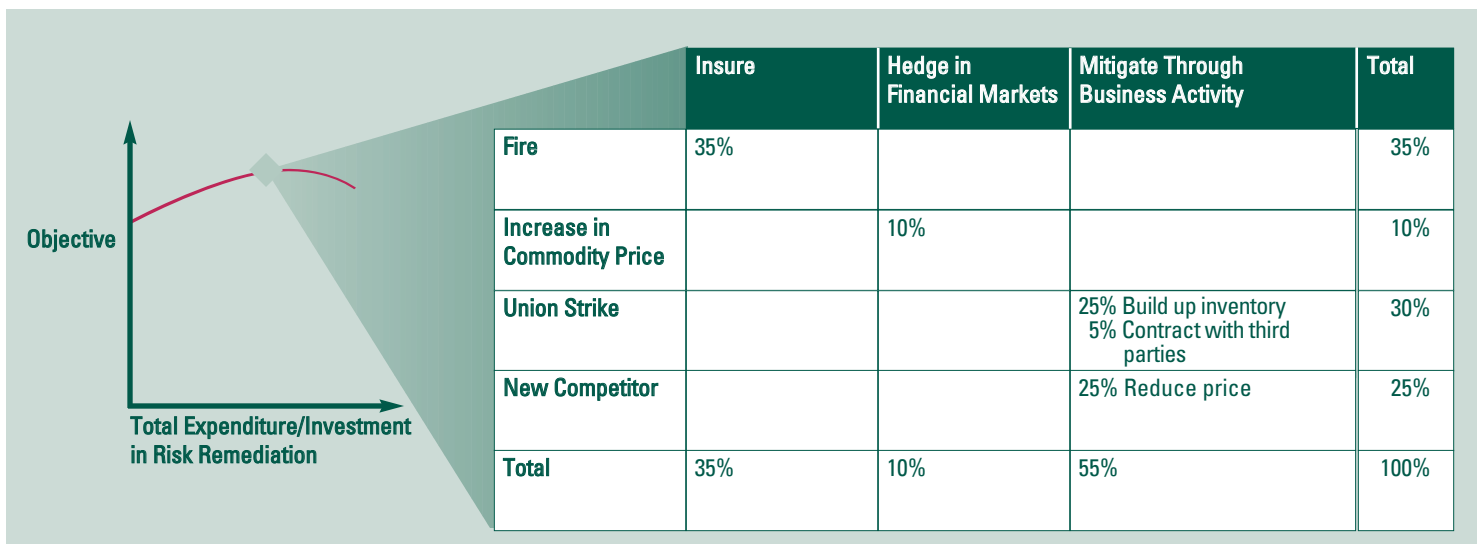 Objective
Total Expenditure/Investment
in Risk Remediation
Insure
Hedge in
Financial Markets
Mitigate Through
Business Activity
Total
Fire
35%
35%
Increase in
Commodity Price
10%
10%
Union Strike
25% Build up inventory
5% Contract with third
parties
30%
New Competitor
25% Reduce price
25%
Total
35%
10%
55%
100%